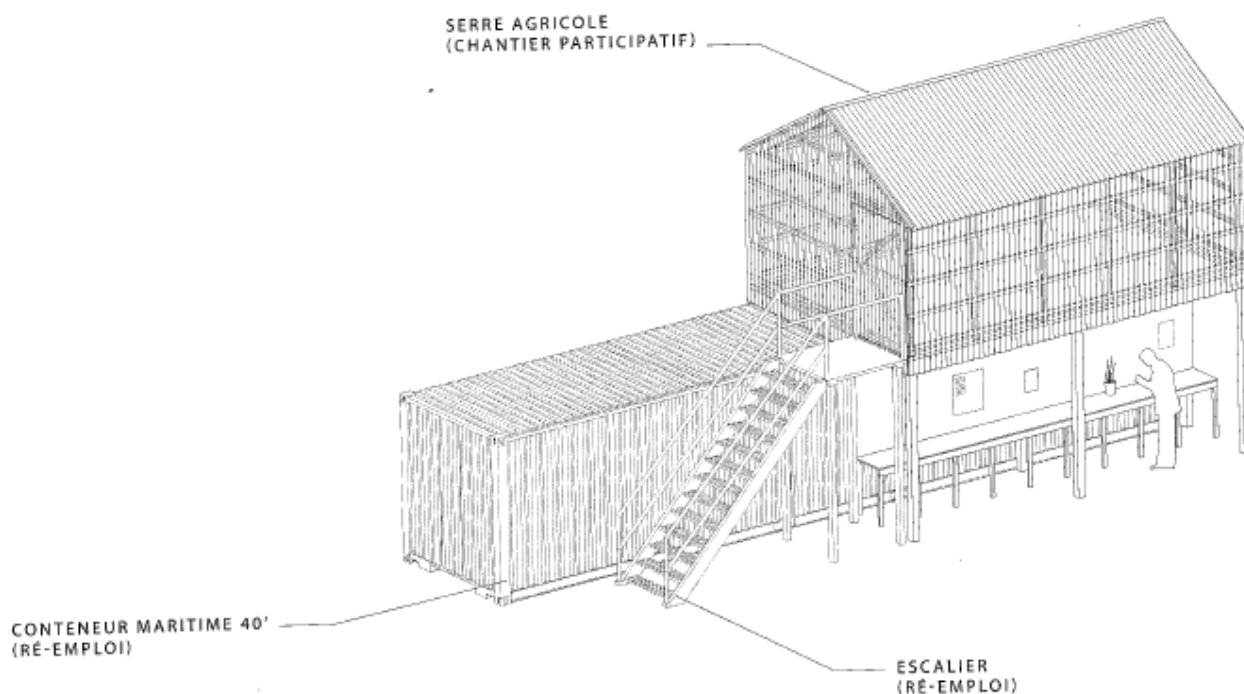 SERRE AGRICOLE
(CHANTIER PARTICIPATIF)
CONTENEUR MARITIME 40'
(RÉ-EMPLOI)
ESCALIER
(RÉ-EMPLOI)